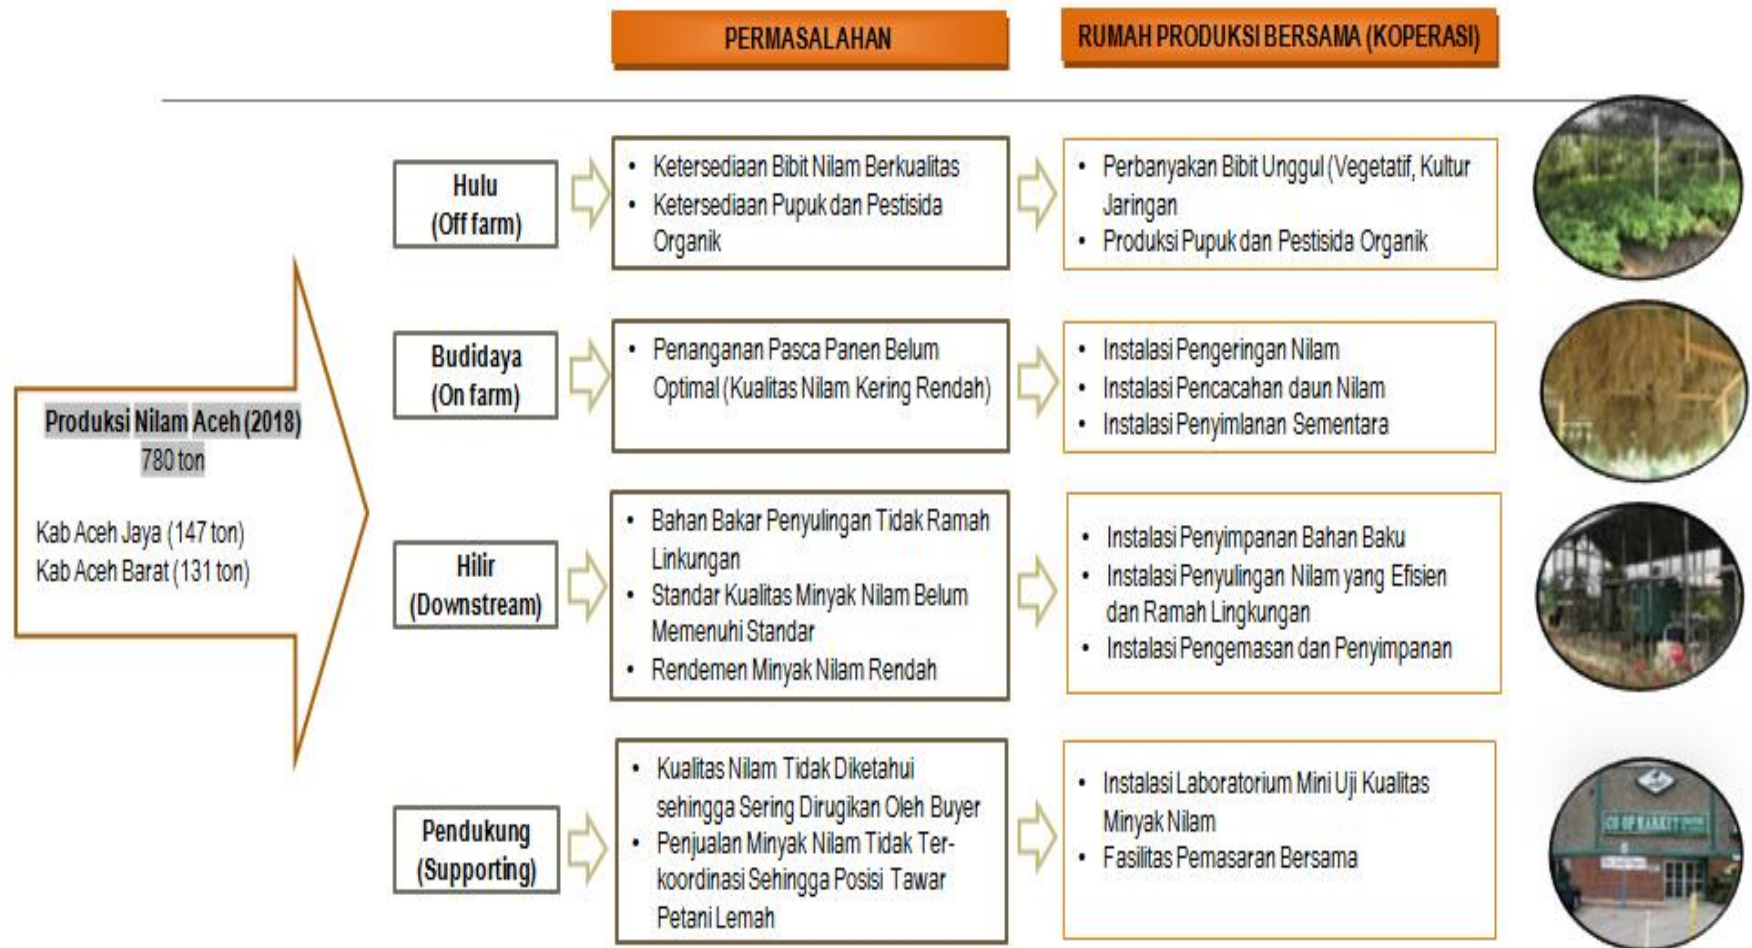 PERMASALAHAN
RUMAH PRODUKSI BERSAMA (KOPERASI)
Produksi Nilam Aceh (2018)
780 ton
Kab Aceh Jaya (147 ton)
Kab Aceh Barat (131 ton)
Hulu
(Off farm)
• Ketersediaan Bibit Nilam Berkualitas
• Ketersediaan Pupuk dan Pestisida
Organik
• Perbanyakan Bibit Unggul (Vegetatif, Kultur
Jaringan
• Produksi Pupuk dan Pestisida Organik
Budidaya
(On farm)
• Penanganan Pasca Panen Belum
Optimal (Kualitas Nilam Kering Rendah)
• Instalasi Pengeringan Nilam
• Instalasi Pencacahan daun Nilam
• Instalasi Penyimlanan Sementara
Hilir
(Downstream)
• Bahan Bakar Penyulingan Tidak Ramah
Linkungan
• Standar Kualitas Minyak Nilam Belum
Memenuhi Standar
• Rendemen Minyak Nilam Rendah
• Instalasi Penyimpanan Bahan Baku
• Instalasi Penyulingan Nilam yang Efisien
dan Ramah Lingkungan
• Instalasi Pengemasan dan Penyimpanan
Pendukung
(Supporting)
• Kualitas Nilam Tidak Diketahui
sehingga Sering Dirugikan Oleh Buyer
• Penjualan Minyak Nilam Tidak Ter-
koordinasi Sehingga Posisi Tawar
Petani Lemah
• Instalasi Laboratorium Mini Uji Kualitas
Minyak Nilam
• Fasilitas Pemasaran Bersama
CO-OP MARKET